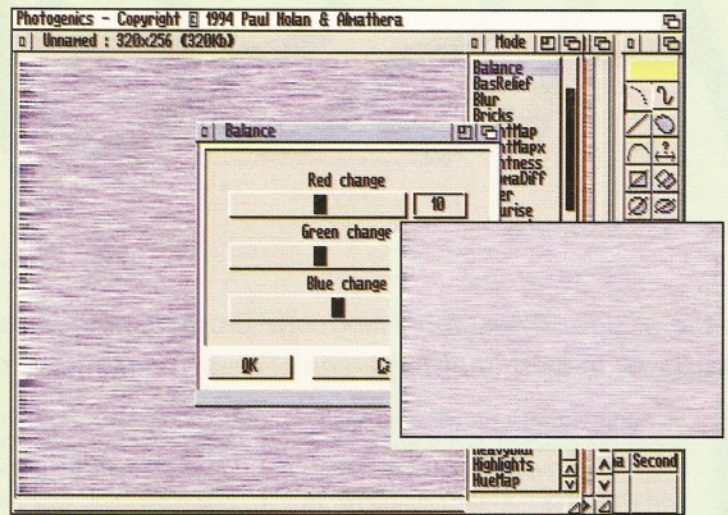 Photogenics - Copyright © 1994 Paul Nolan & Almathera
Unnamed : 320x256 (320Kb)
Mode
Balance
BasRelief
Blur
Bricks
Balance
Red change
10
Green change
Blue change
OK
Highlights
HueMap
Second